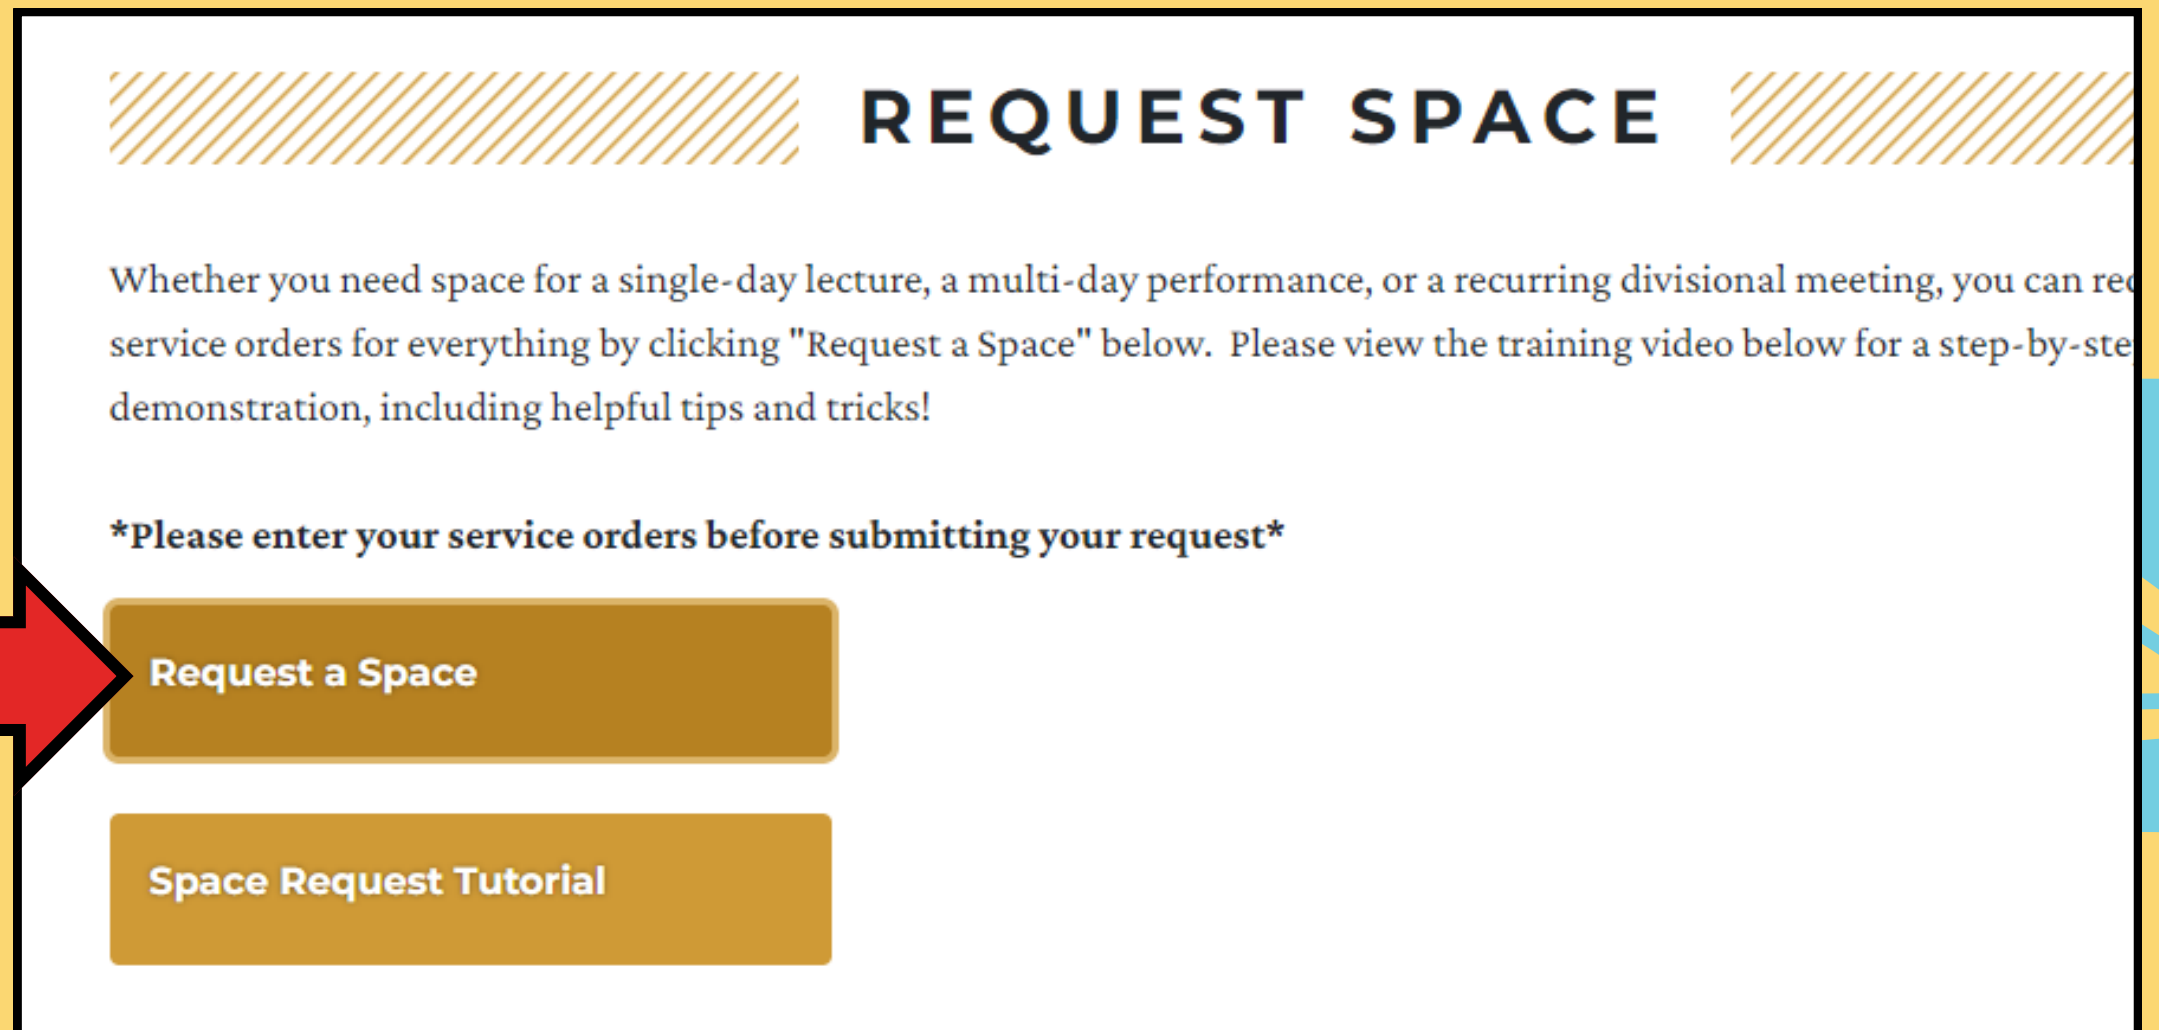 REQUEST SPACE
Whether you need space for a single-day lecture, a multi-day performance, or a recurring divisional meeting, you can
service orders for everything by clicking "Request a Space" below. Please view the training video below for a
demonstration, including helpful tips and tricks!
*Please enter your service orders before submitting your request*
Request a Space
Space Request Tutorial